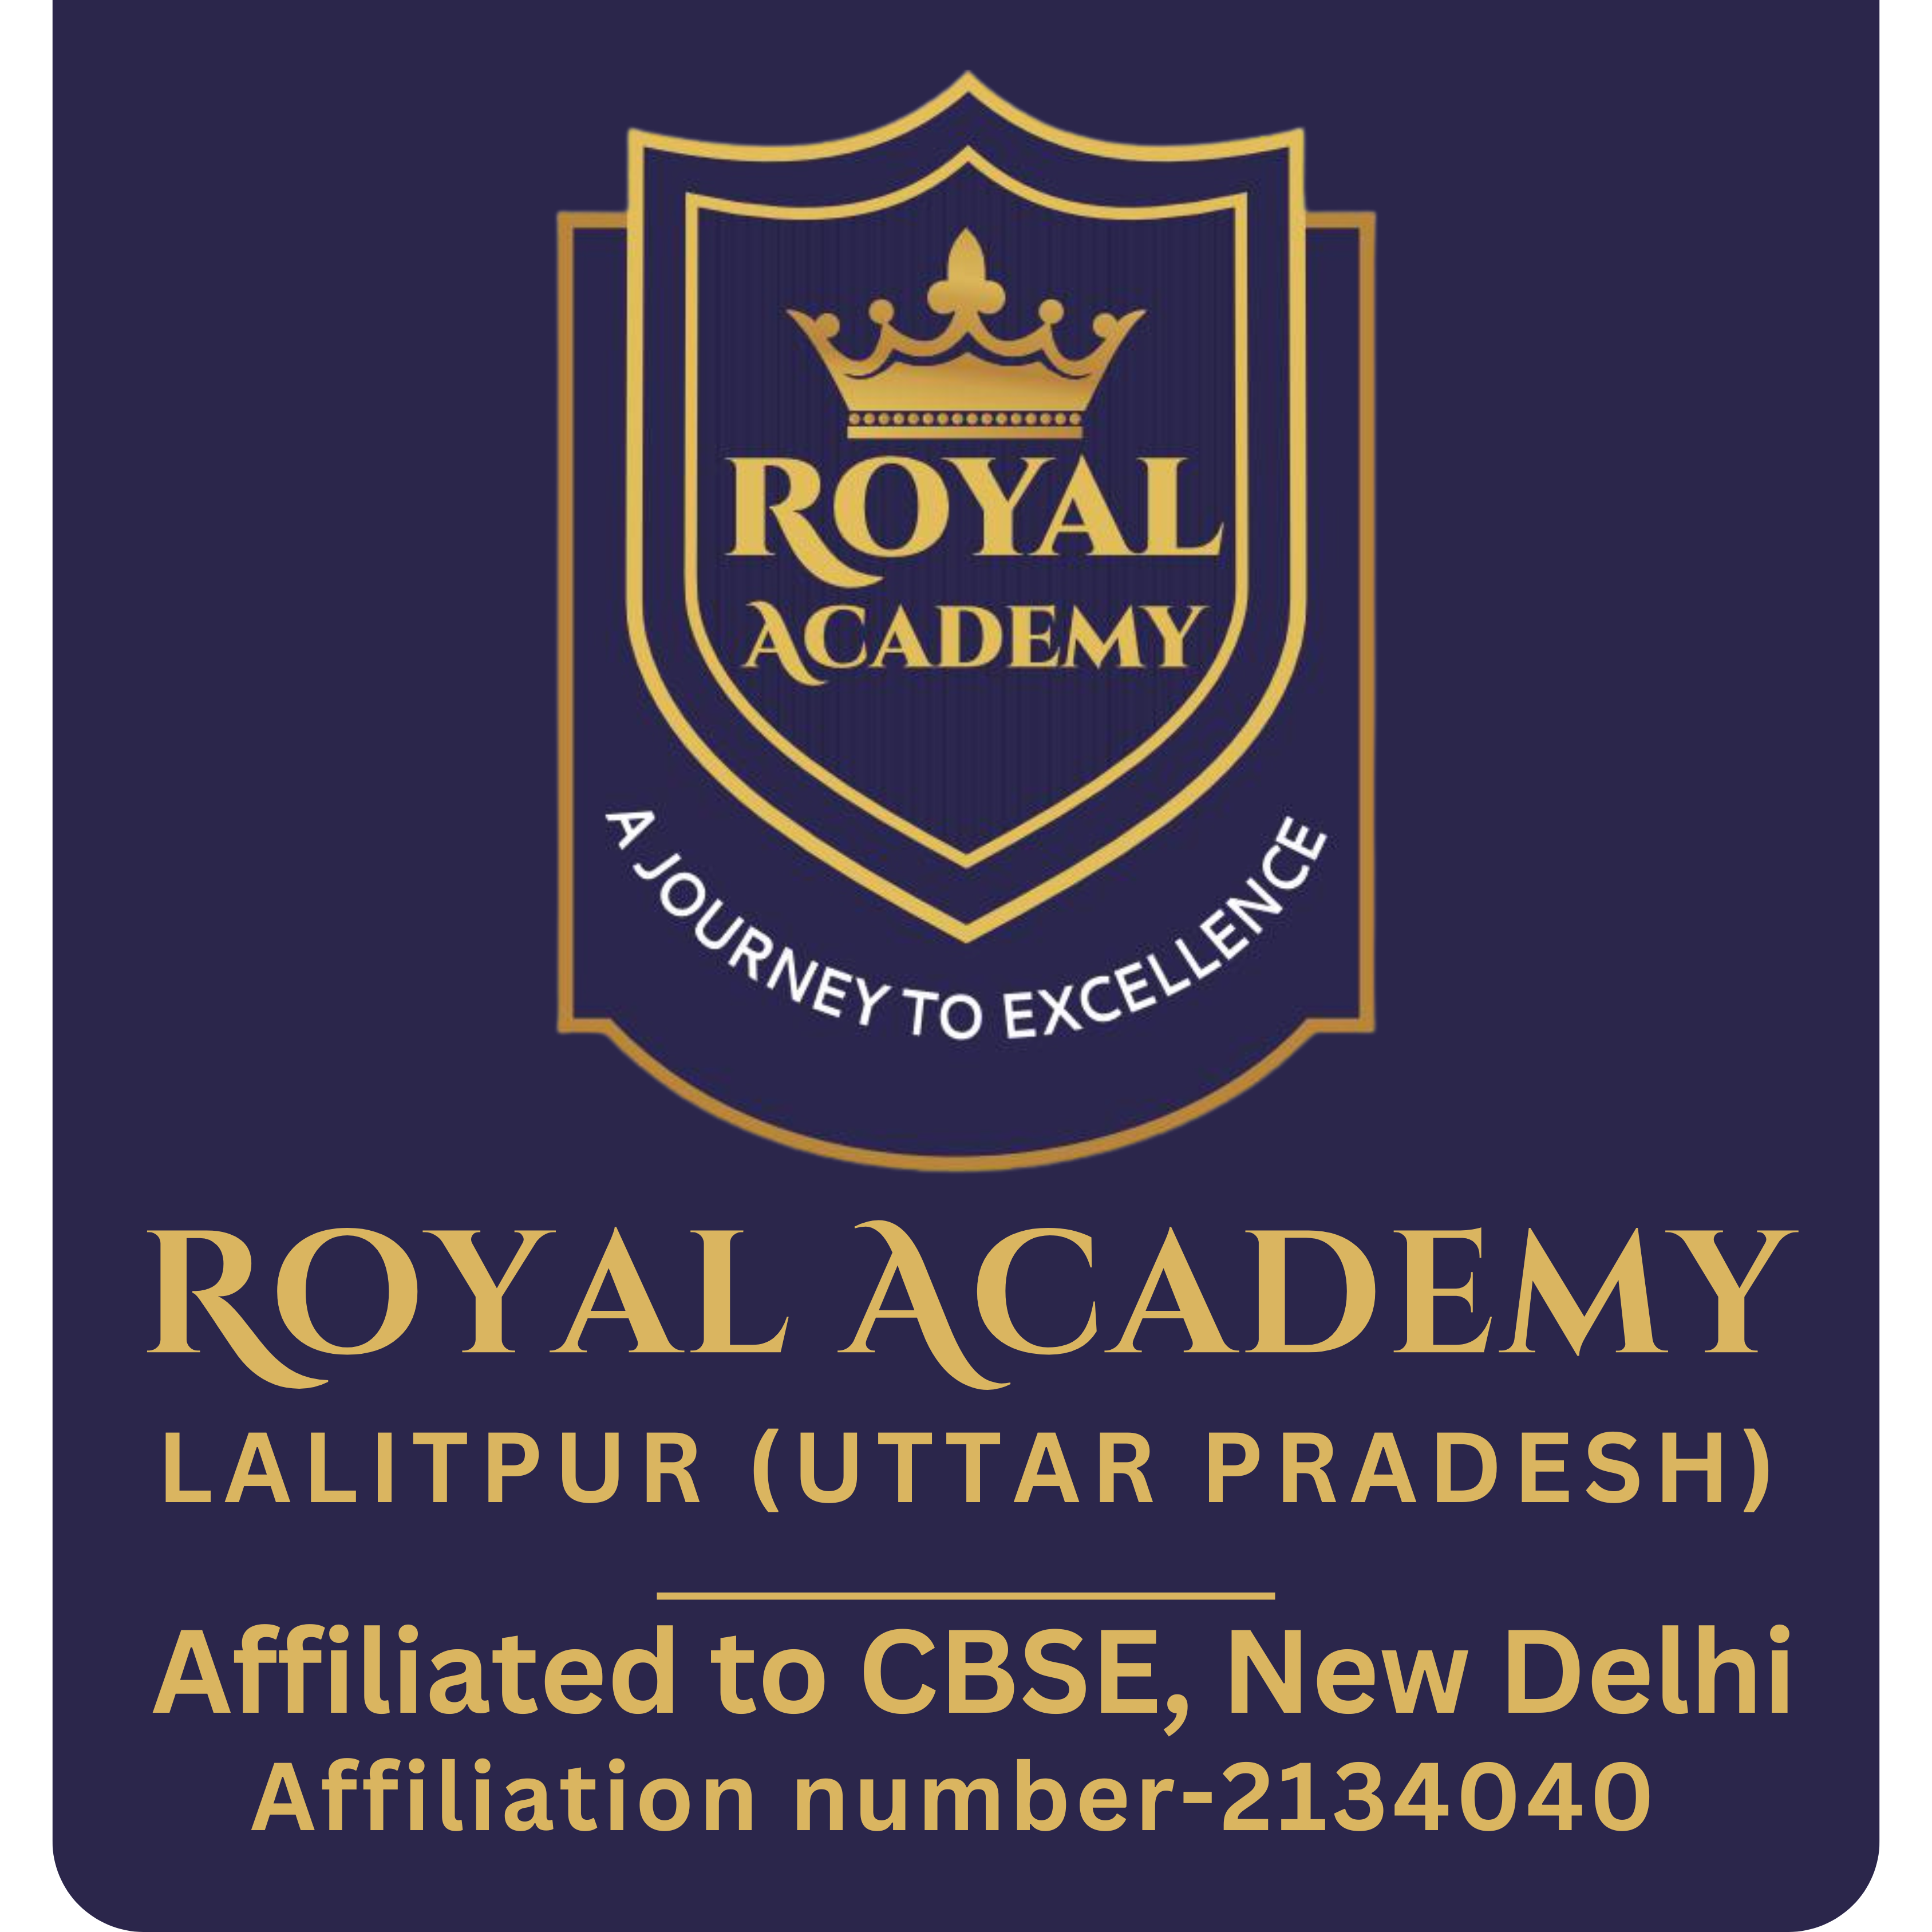 ROYAL
ACADEMY
A JOURNEY TO EXCELLENCE
ROYAL ACADEMY
LALITPUR (UTTAR PRADESH)
Affiliated to CBSE, New Delhi
Affiliation number-2134040